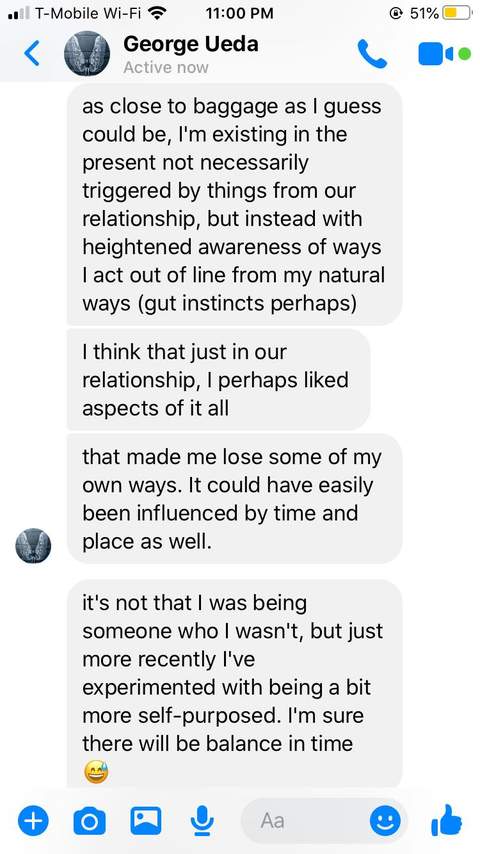 T-Mobile Wi-Fi 11:00 PM 51%
George Ueda
Active now
as close to baggage as I guess
could be, I'm existing in the
present not necessarily
triggered by things from our
relationship, but instead with
heightened awareness of ways
I act out of line from my natural
ways (gut instincts perhaps)
I think that just in our
relationship, I perhaps liked
aspects of it all
that made me lose some of my
own ways. It could have easily
been influenced by time and
place as well.
it's not that I was being
someone who I wasn't, but just
more recently I've
experimented with being a bit
more self-purposed. I'm sure
there will be balance in time
😅
Aa